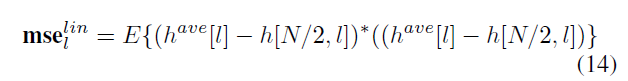 mse_l^{lin} = E{(h^{ave}[l] − h[N/2, l])*((h^{ave}[l] − h[N/2, l])}
(14)